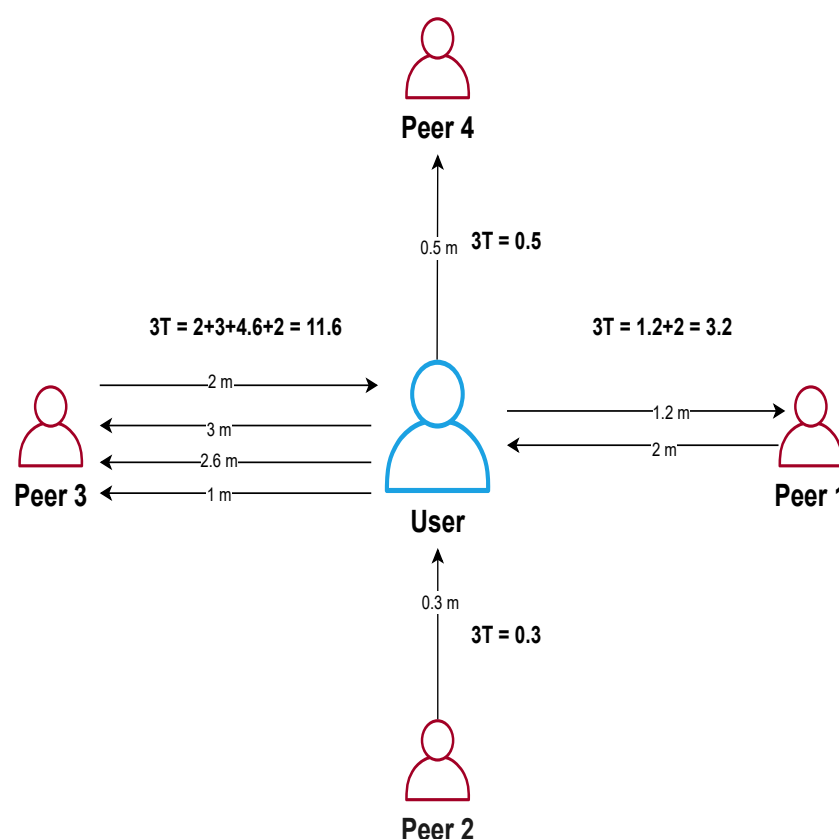 Peer 4
0.5 m
3T = 0.5
3T = 2+3+4.6+2 = 11.6
3T = 1.2+2 = 3.2
2 m
1.2 m
3 m
2 m
2.6 m
1 m
Peer 3
User
Peer 1
0.3 m
3T = 0.3
Peer 2